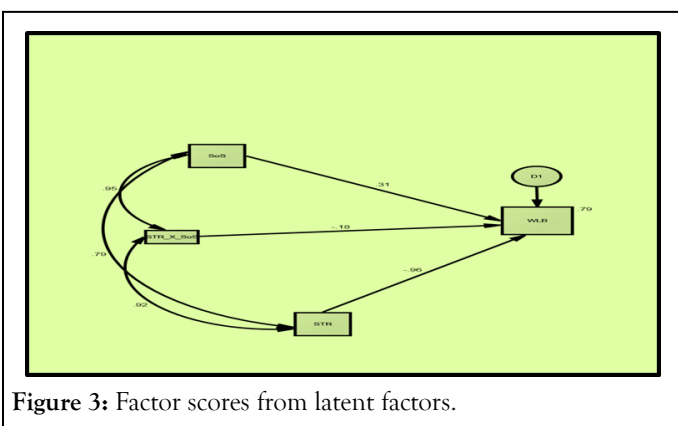 SoS
D1
.31
.95
WLB
.79
STR_X_SoS
-.18
.79
-.96
.92
STR
Figure 3: Factor scores from latent factors.